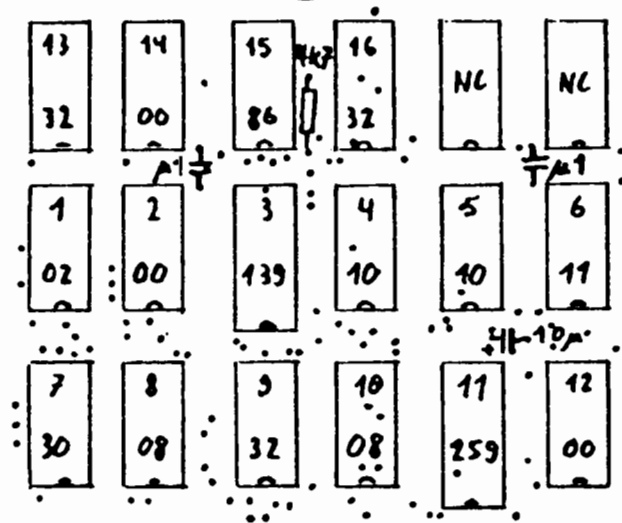 13 14 15 4k7 16
32 00 86 32 NC NC
µ1 µ1
1 2 3 4 5 6
02 00 139 10 10 11
10µ
7 8 9 10 11 12
30 08 32 08 259 00